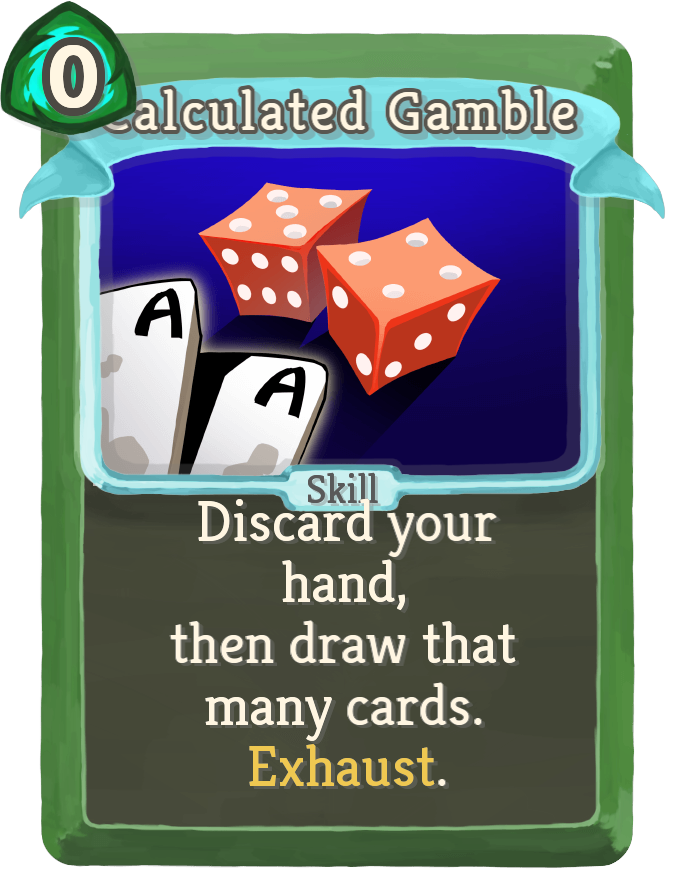 0
Calculated Gamble
A
A
Skill
Discard your
hand,
then draw that
many cards.
Exhaust.